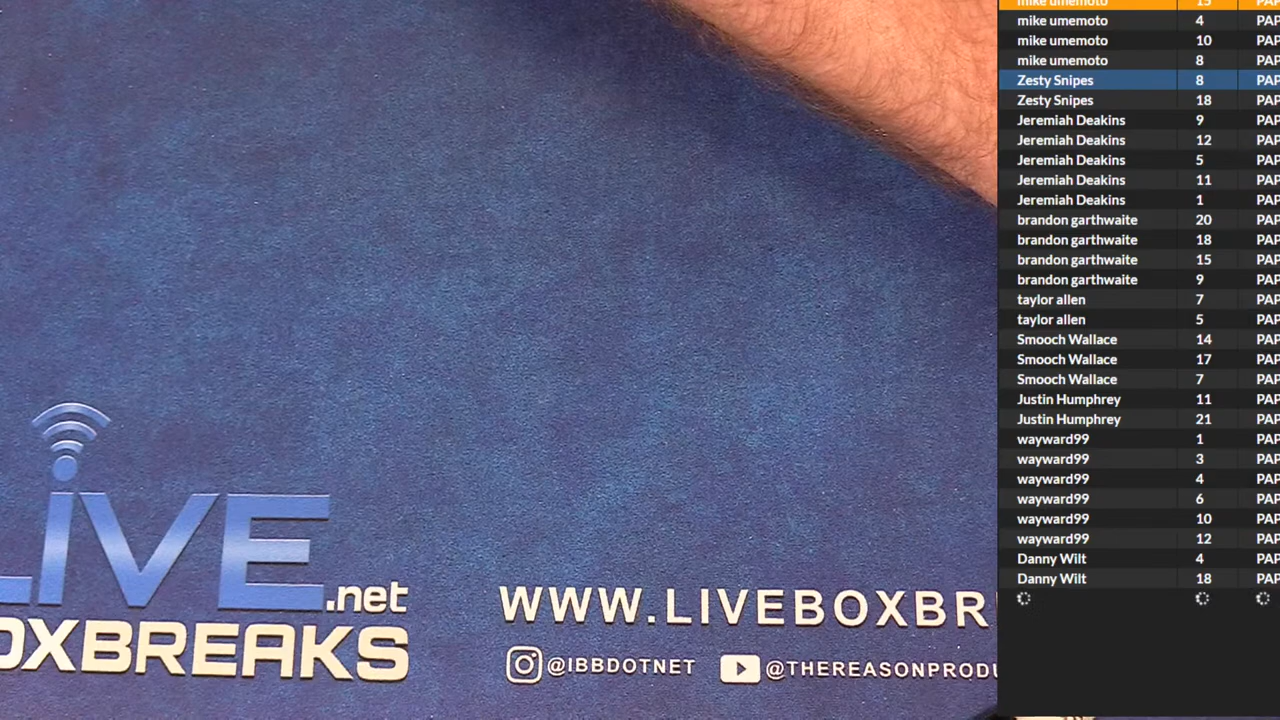 mike umemoto 15 PAP
mike umemoto 4 PAP
mike umemoto 10 PAP
mike umemoto 8 PAP
Zesty Snipes 8 PAP
Zesty Snipes 18 PAP
Jeremiah Deakins 9 PAP
Jeremiah Deakins 12 PAP
Jeremiah Deakins 5 PAP
Jeremiah Deakins 11 PAP
Jeremiah Deakins 1 PAP
brandon garthwaite 20 PAP
brandon garthwaite 18 PAP
brandon garthwaite 15 PAP
brandon garthwaite 9 PAP
taylor allen 7 PAP
taylor allen 5 PAP
Smooch Wallace 14 PAP
Smooch Wallace 17 PAP
Smooch Wallace 7 PAP
Justin Humphrey 11 PAP
Justin Humphrey 21 PAP
wayward99 1 PAP
wayward99 3 PAP
wayward99 4 PAP
wayward99 6 PAP
wayward99 10 PAP
wayward99 12 PAP
Danny Wilt 4 PAP
Danny Wilt 18 PAP
LiVE.net
OXBREAKS
WWW.LIVEBOXBR
@IBBDOTNET @THEREASONPRODU